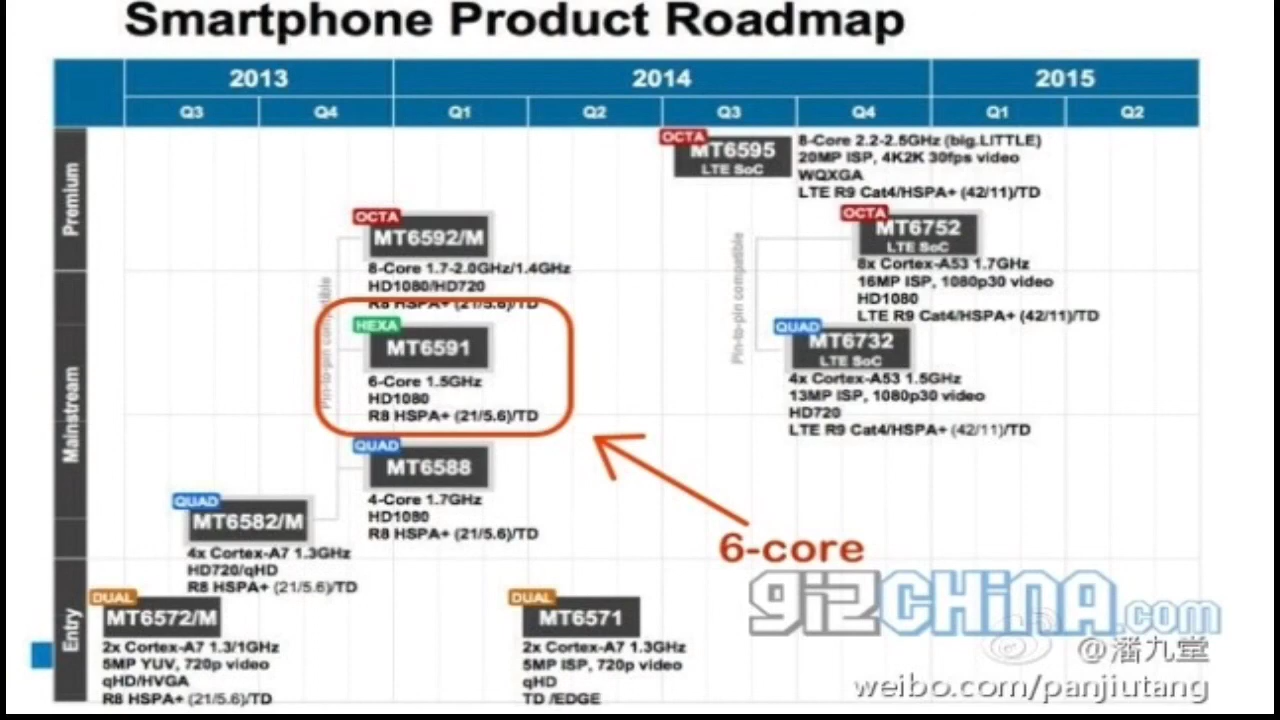 Smartphone Product Roadmap
2013 2014 2015
Q3 Q4 Q1 Q2 Q3 Q4 Q1 Q2
Premium
OCTA
MT6595
LTE SoC
8-Core 2.2-2.5GHz (big.LITTLE)
20MP ISP, 4K2K 30fps video
WQXGA
LTE R9 Cat4/HSPA+ (42/11)/TD
OCTA
MT6592/M
8-Core 1.7-2.0GHz/1.4GHz
HD1080/HD720
R8 HSPA+ (21/5.6)/TD
OCTA
MT6752
LTE SoC
8x Cortex-A53 1.7GHz
16MP ISP, 1080p30 video
HD1080
LTE R9 Cat4/HSPA+ (42/11)/TD
Pin-to-pin compatible
Pin-to-pin compatible
Mainstream
HEXA
MT6591
6-Core 1.5GHz
HD1080
R8 HSPA+ (21/5.6)/TD
QUAD
MT6732
LTE SoC
4x Cortex-A53 1.5GHz
13MP ISP, 1080p30 video
HD720
LTE R9 Cat4/HSPA+ (42/11)/TD
QUAD
MT6588
4-Core 1.7GHz
HD1080
R8 HSPA+ (21/5.6)/TD
QUAD
MT6582/M
4x Cortex-A7 1.3GHz
HD720/qHD
R8 HSPA+ (21/5.6)/TD
6-core
Entry
DUAL
MT6572/M
2x Cortex-A7 1.3/1GHz
5MP YUV, 720p video
qHD/HVGA
R8 HSPA+ (21/5.6)/TD
DUAL
MT6571
2x Cortex-A7 1.3GHz
5MP ISP, 720p video
qHD
TD /EDGE
gizCHINA.com
@潘九堂
weibo.com/panjiutang